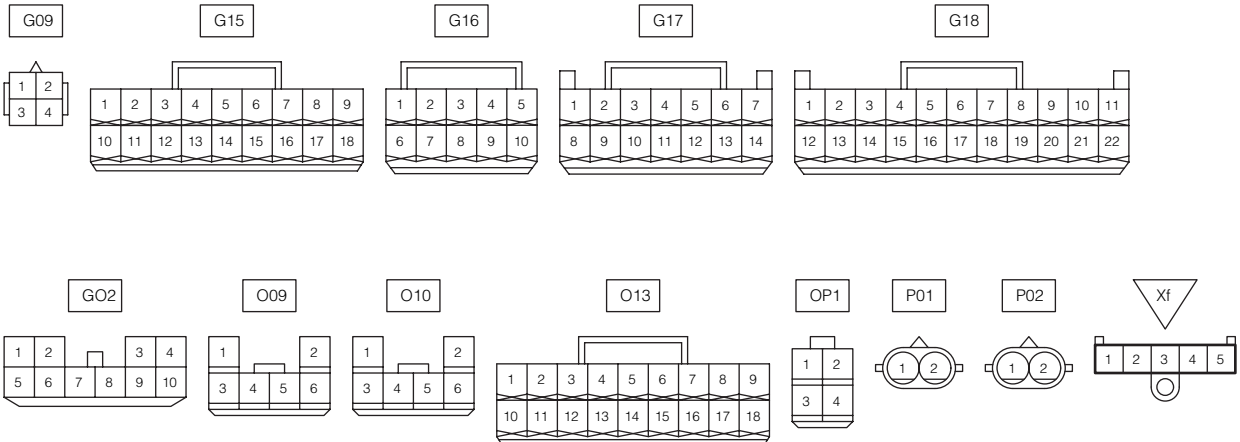 G09 G15 G16 G17 G18
1 2 1 2 3 4 5 6 7 8 9 1 2 3 4 5 1 2 3 4 5 6 7 1 2 3 4 5 6 7 8 9 10 11
3 4 10 11 12 13 14 15 16 17 18 6 7 8 9 10 8 9 10 11 12 13 14 12 13 14 15 16 17 18 19 20 21 22
GO2 O09 O10 O13 OP1 P01 P02 Xf
1 2 3 4 1 2 1 2 1 2 3 4 5 6 7 8 9 1 2 1 2 1 2 1 2 3 4 5
5 6 7 8 9 10 3 4 5 6 3 4 5 6 10 11 12 13 14 15 16 17 18 3 4